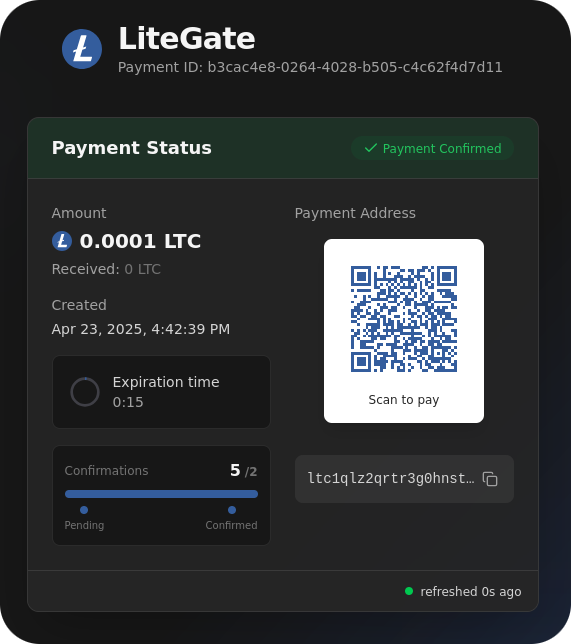 LiteGate
Payment ID: b3cac4e8-0264-4028-b505-c4c62f4d7d11
Payment Status
Payment Confirmed
Amount
0.0001 LTC
Received: 0 LTC
Created
Apr 23, 2025, 4:42:39 PM
Expiration time
0:15
Confirmations
5 /2
Pending
Confirmed
Payment Address
Scan to pay
ltc1qlz2qrtr3g0hnst…
refreshed 0s ago